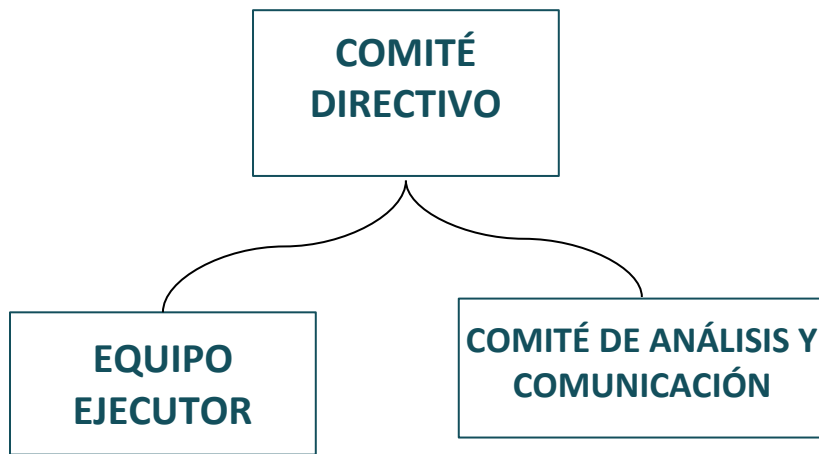 COMITÉ
DIRECTIVO
EQUIPO
EJECUTOR
COMITÉ DE ANÁLISIS Y
COMUNICACIÓN